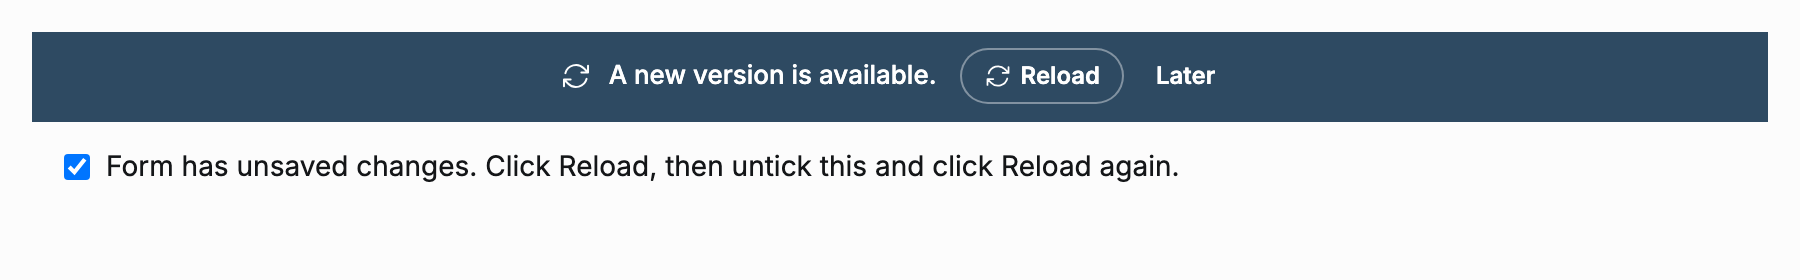 A new version is available. Reload Later
Form has unsaved changes. Click Reload, then untick this and click Reload again.